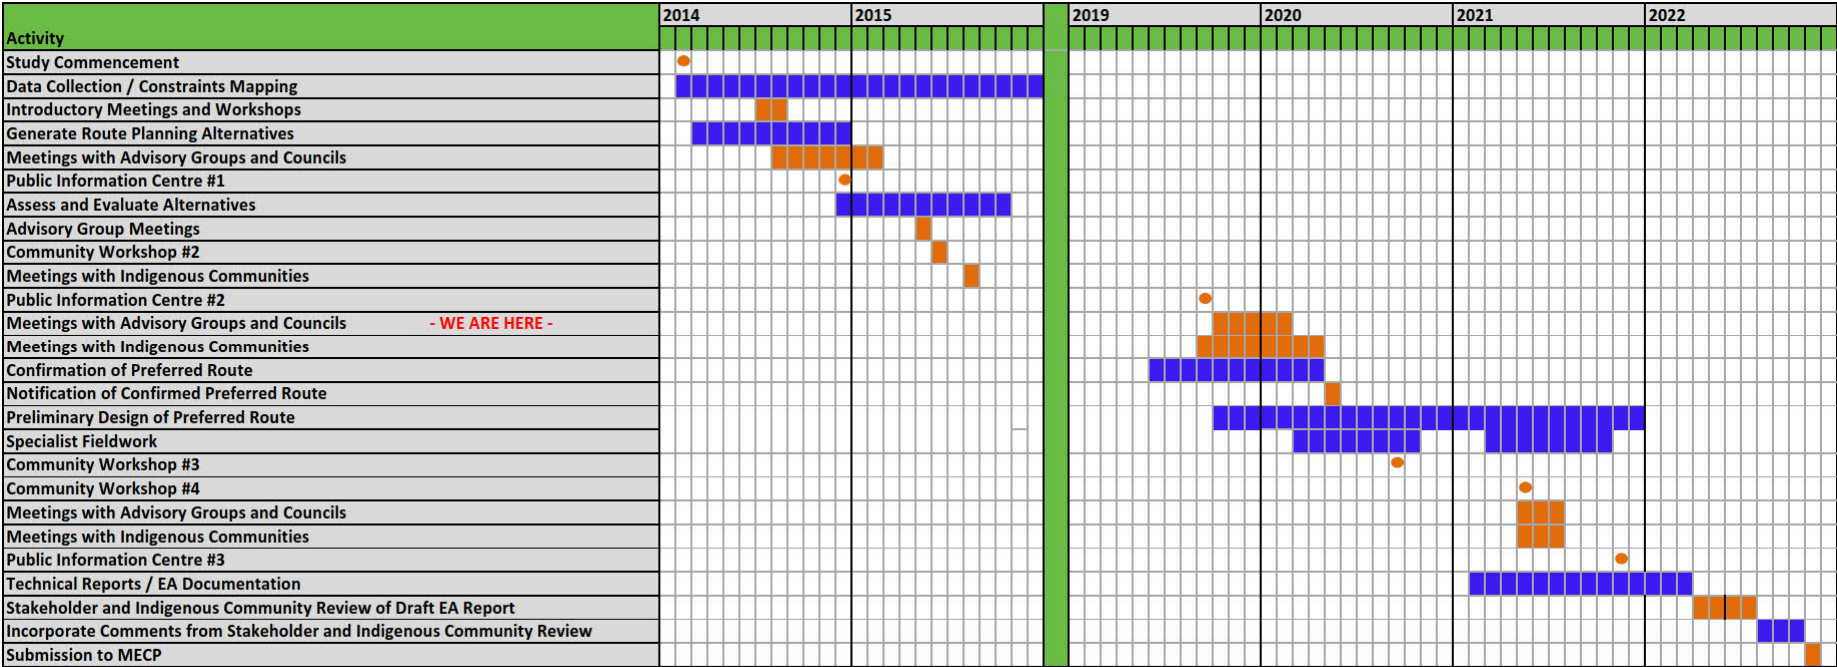 2014 2015 2019 2020 2021 2022
Activity
Study Commencement
Data Collection / Constraints Mapping
Introductory Meetings and Workshops
Generate Route Planning Alternatives
Meetings with Advisory Groups and Councils
Public Information Centre #1
Assess and Evaluate Alternatives
Advisory Group Meetings
Community Workshop #2
Meetings with Indigenous Communities
Public Information Centre #2
Meetings with Advisory Groups and Councils - WE ARE HERE -
Meetings with Indigenous Communities
Confirmation of Preferred Route
Notification of Confirmed Preferred Route
Preliminary Design of Preferred Route
Specialist Fieldwork
Community Workshop #3
Community Workshop #4
Meetings with Advisory Groups and Councils
Meetings with Indigenous Communities
Public Information Centre #3
Technical Reports / EA Documentation
Stakeholder and Indigenous Community Review of Draft EA Report
Incorporate Comments from Stakeholder and Indigenous Community Review
Submission to MECP